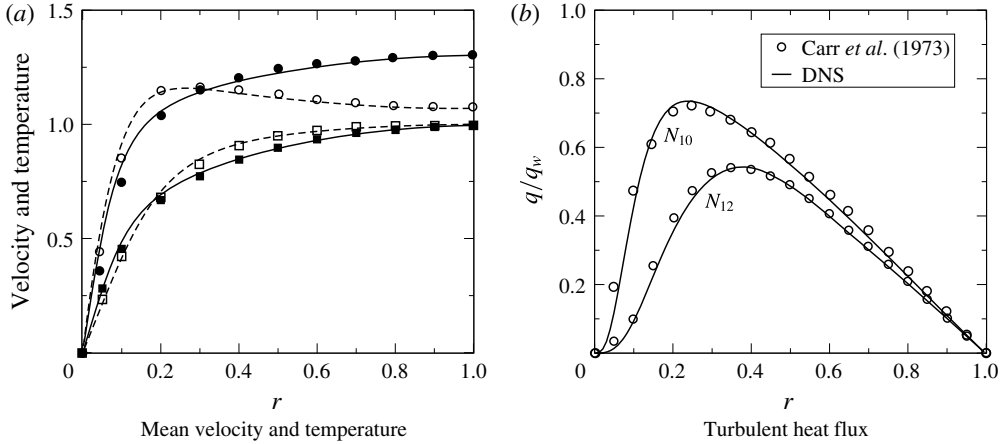 (a)
1.5
1.0
0.5
0
0.2
0.4
0.6
0.8
1.0
Velocity and temperature
r
Mean velocity and temperature
(b)
1.0
0.8
0.6
0.4
0.2
0
0
0.2
0.4
0.6
0.8
1.0
q/q_w
Carr et al. (1973)
DNS
N_10
N_12
r
Turbulent heat flux